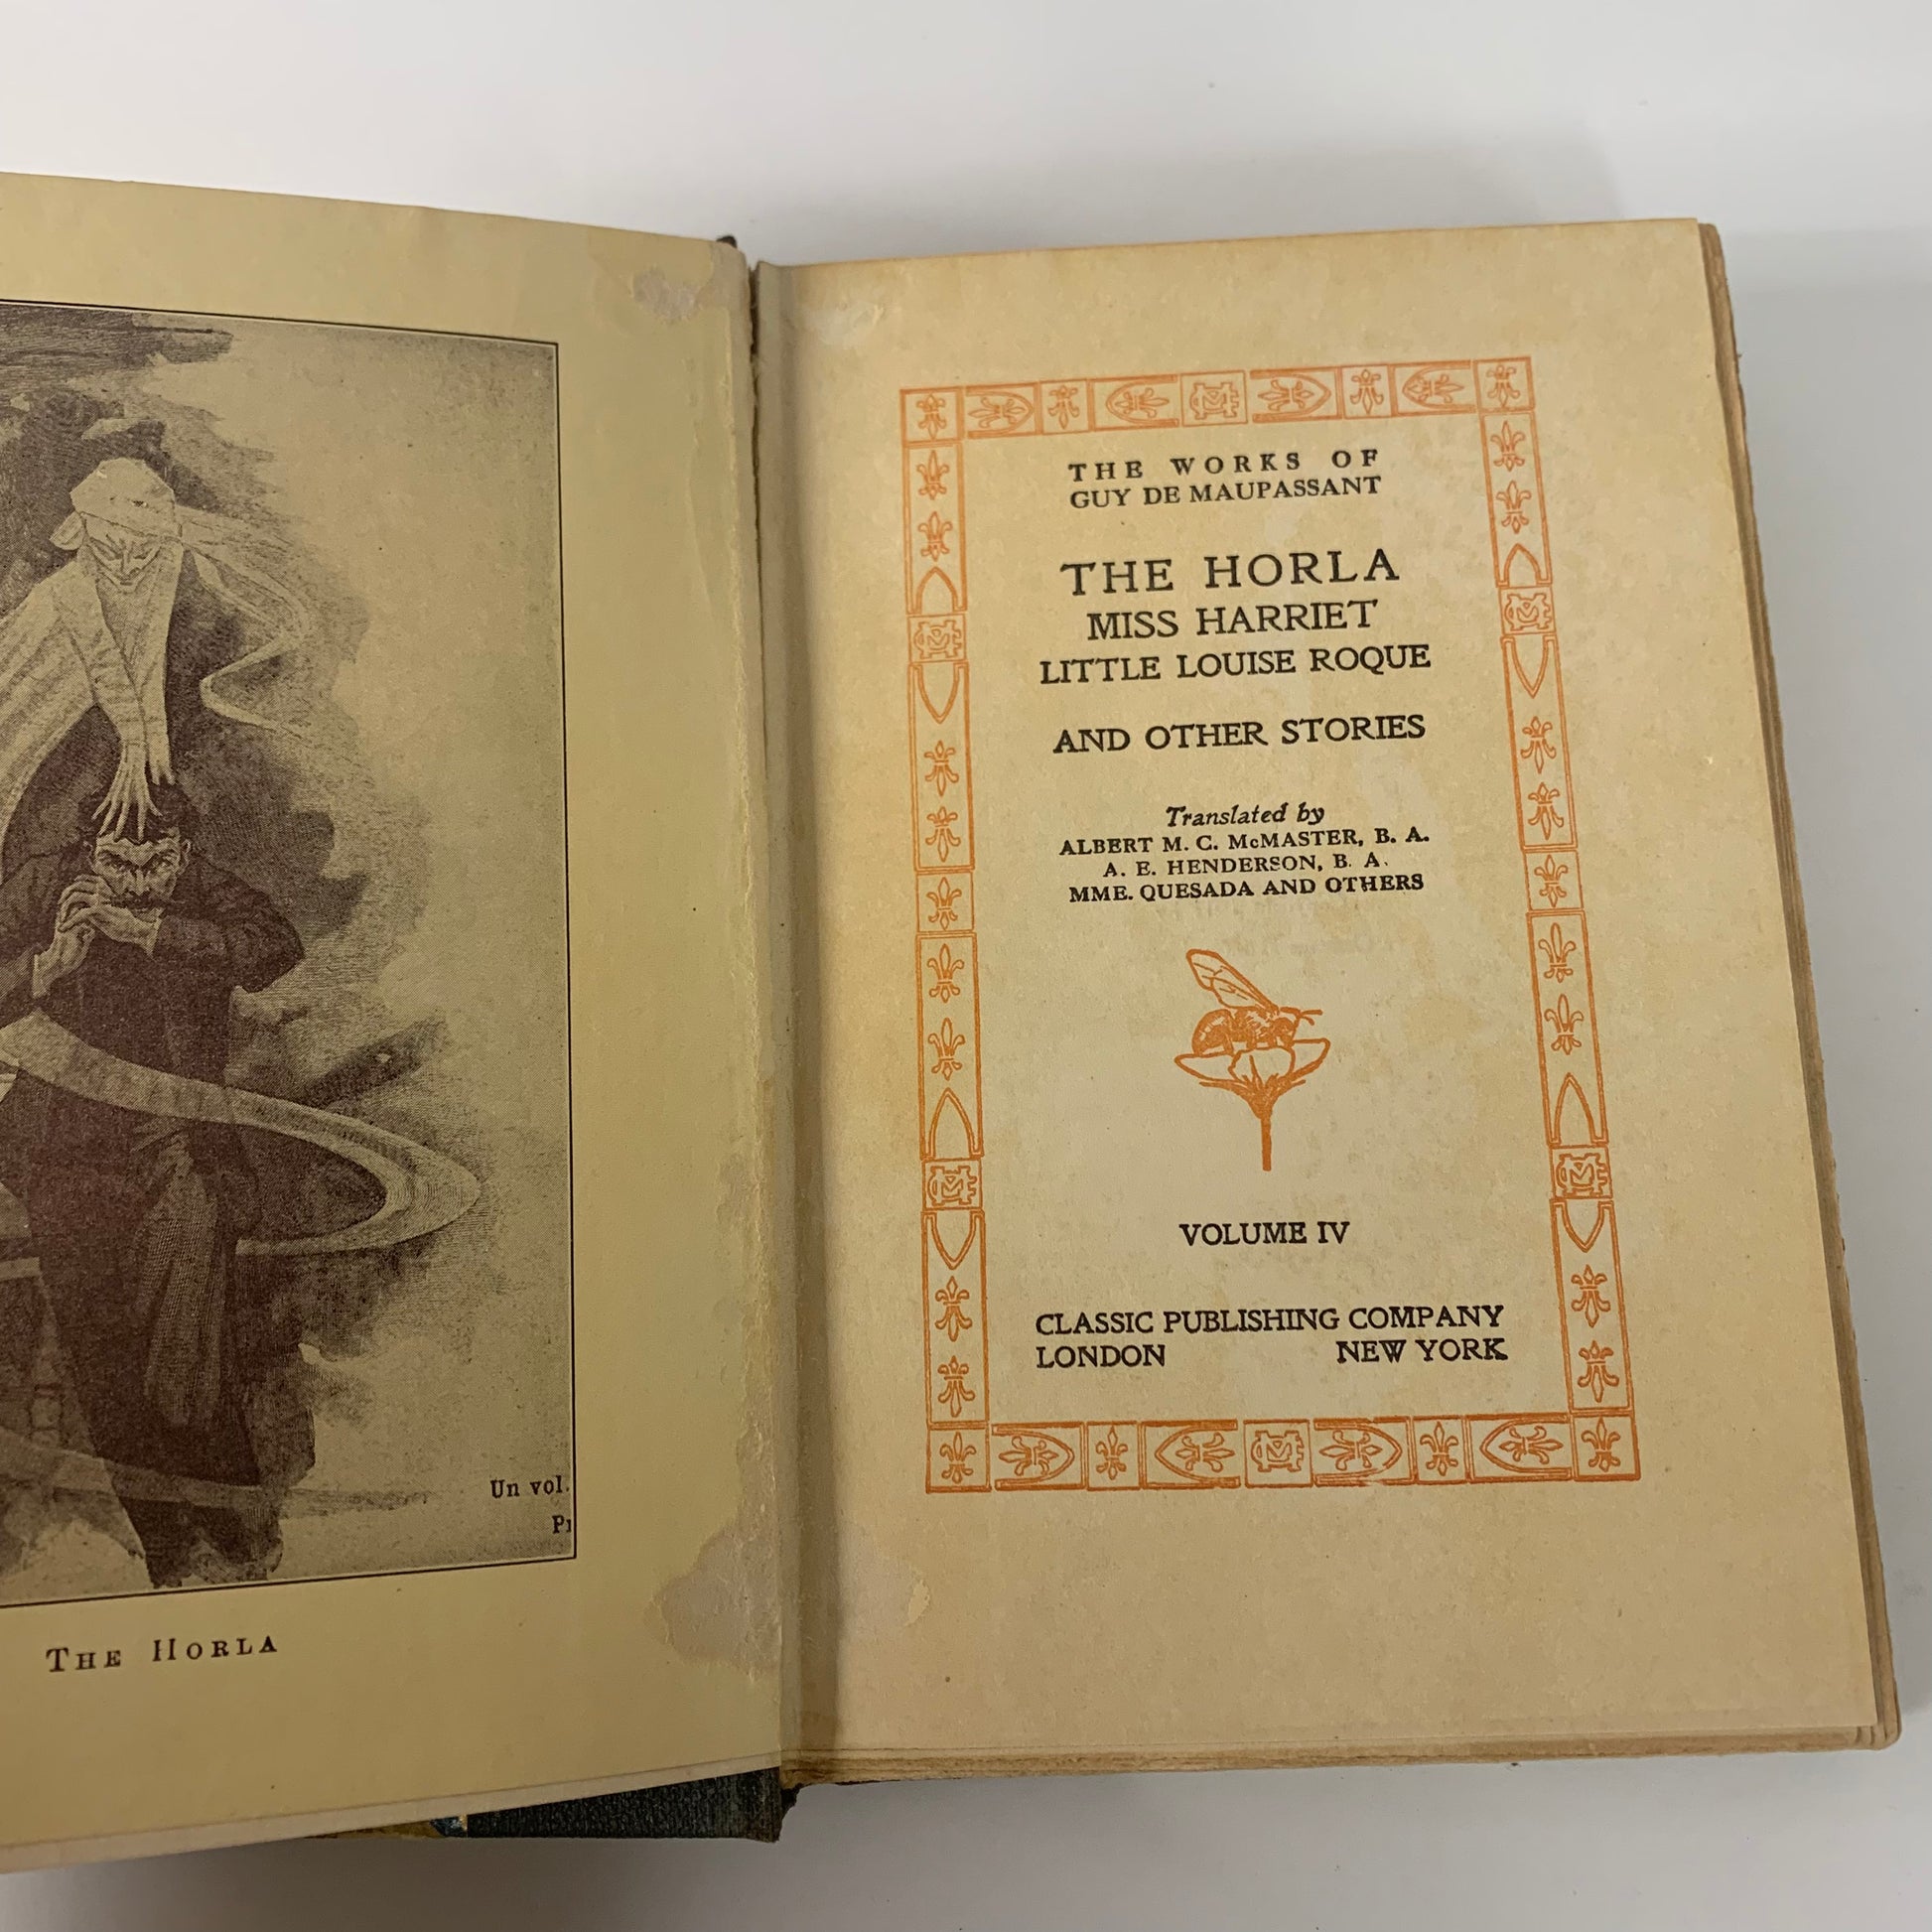 Un vol.
THE HORLA
THE WORKS OF
GUY DE MAUPASSANT
THE HORLA
MISS HARRIET
LITTLE LOUISE ROQUE
AND OTHER STORIES
Translated by
ALBERT M. C. McMASTER, B. A.
A. E. HENDERSON, B. A.
MME. QUESADA AND OTHERS
VOLUME IV
CLASSIC PUBLISHING COMPANY
LONDON NEW YORK